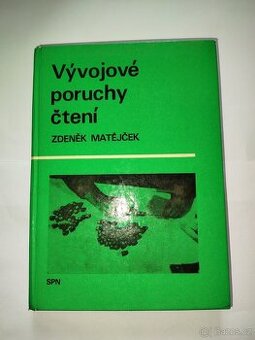 Vývojové
poruchy
čtení
ZDENĚK MATĚJČEK
SPN